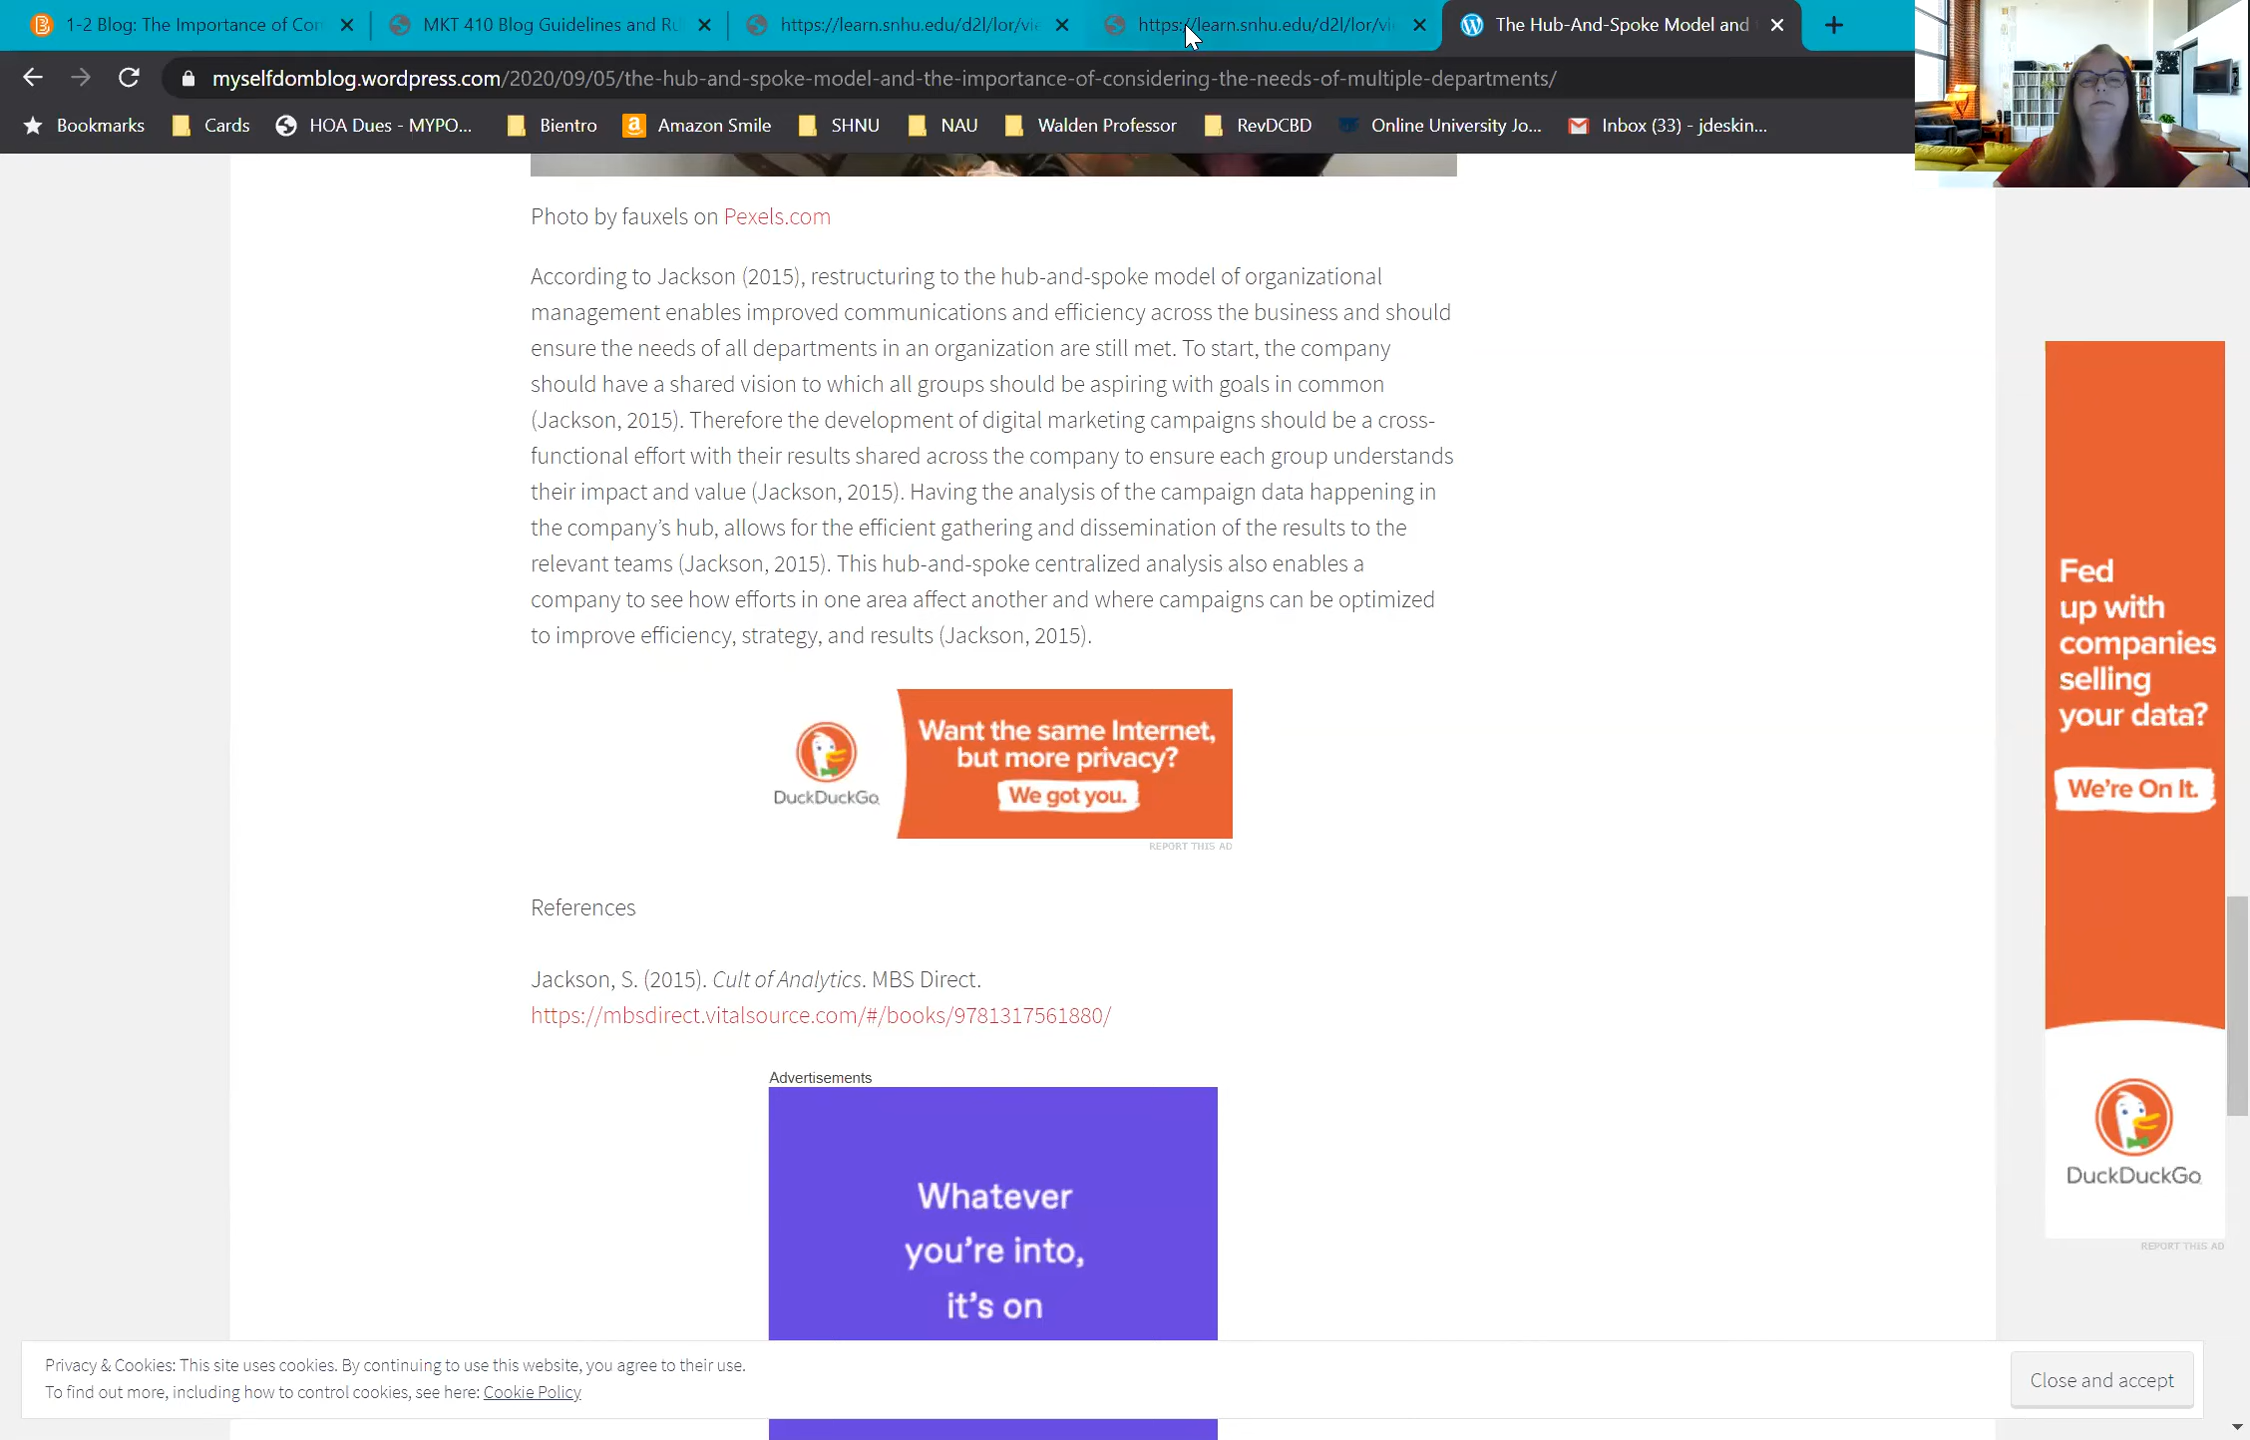 1-2 Blog: The Importance of Con
MKT 410 Blog Guidelines and Ru
https://learn.snhu.edu/d2l/lor/vie
https://learn.snhu.edu/d2l/lor/vie
The Hub-And-Spoke Model and
myselfdomblog.wordpress.com/2020/09/05/the-hub-and-spoke-model-and-the-importance-of-considering-the-needs-of-multiple-departments/
Bookmarks
Cards
HOA Dues - MYPO...
Bientro
Amazon Smile
SHNU
NAU
Walden Professor
RevDCBD
Online University Jo...
Inbox (33) - jdeskin...
Photo by fauxels on Pexels.com
According to Jackson (2015), restructuring to the hub-and-spoke model of organizational
management enables improved communications and efficiency across the business and should
ensure the needs of all departments in an organization are still met. To start, the company
should have a shared vision to which all groups should be aspiring with goals in common
(Jackson, 2015). Therefore the development of digital marketing campaigns should be a cross-
functional effort with their results shared across the company to ensure each group understands
their impact and value (Jackson, 2015). Having the analysis of the campaign data happening in
the company’s hub, allows for the efficient gathering and dissemination of the results to the
relevant teams (Jackson, 2015). This hub-and-spoke centralized analysis also enables a
company to see how efforts in one area affect another and where campaigns can be optimized
to improve efficiency, strategy, and results (Jackson, 2015).
DuckDuckGo
Want the same Internet,
but more privacy?
We got you.
REPORT THIS AD
References
Jackson, S. (2015). Cult of Analytics. MBS Direct.
https://mbsdirect.vitalsource.com/#/books/9781317561880/
Advertisements
Whatever
you’re into,
it’s on
Fed
up with
companies
selling
your data?
We’re On It.
DuckDuckGo
REPORT THIS AD
Privacy & Cookies: This site uses cookies. By continuing to use this website, you agree to their use.
To find out more, including how to control cookies, see here: Cookie Policy
Close and accept